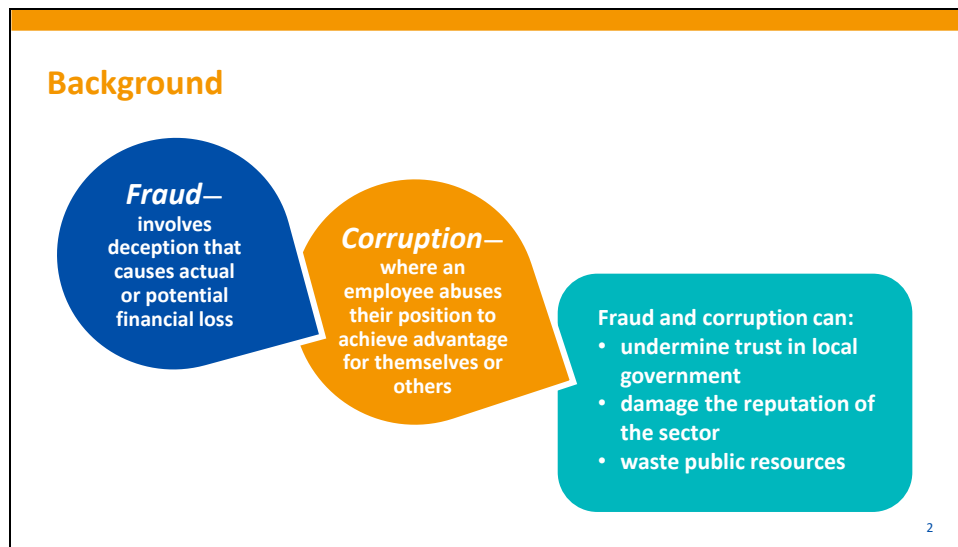 Background
Fraud—
involves
deception that
causes actual
or potential
financial loss
Corruption—
where an
employee abuses
their position to
achieve advantage
for themselves or
others
Fraud and corruption can:
• undermine trust in local
government
• damage the reputation of
the sector
• waste public resources
2